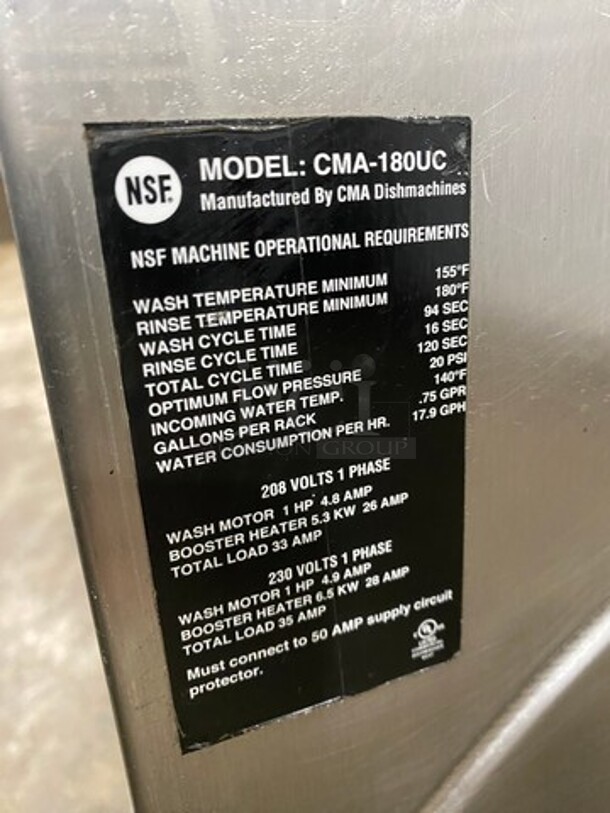 NSF.
MODEL: CMA-180UC
Manufactured By CMA Dishmachines
NSF MACHINE OPERATIONAL REQUIREMENTS
WASH TEMPERATURE MINIMUM 155°F
RINSE TEMPERATURE MINIMUM 180°F
WASH CYCLE TIME 94 SEC
RINSE CYCLE TIME 16 SEC
TOTAL CYCLE TIME 120 SEC
OPTIMUM FLOW PRESSURE 20 PSI
INCOMING WATER TEMP. 140°F
GALLONS PER RACK .75 GPR
WATER CONSUMPTION PER HR. 17.9 GPH
208 VOLTS 1 PHASE
WASH MOTOR 1 HP 4.8 AMP
BOOSTER HEATER 5.3 KW 26 AMP
TOTAL LOAD 33 AMP
230 VOLTS 1 PHASE
WASH MOTOR 1 HP 4.9 AMP
BOOSTER HEATER 6.5 KW 28 AMP
TOTAL LOAD 35 AMP
Must connect to 50 AMP supply circuit
protector.
GROUP